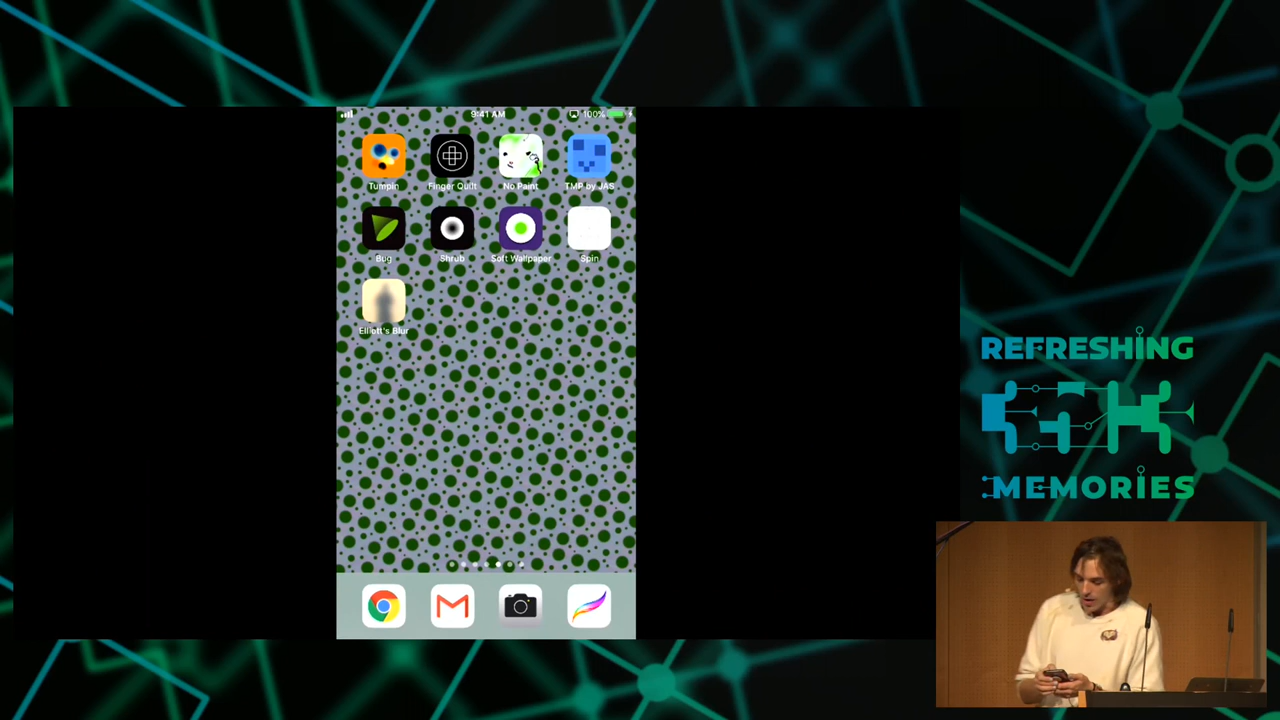 9:41 AM 100%
Tumpin Finger Quilt No Paint TMP by JAS
Bug Shrub Soft Wallpaper Spin
Elliott's Blur
REFRESHING
MEMORIES